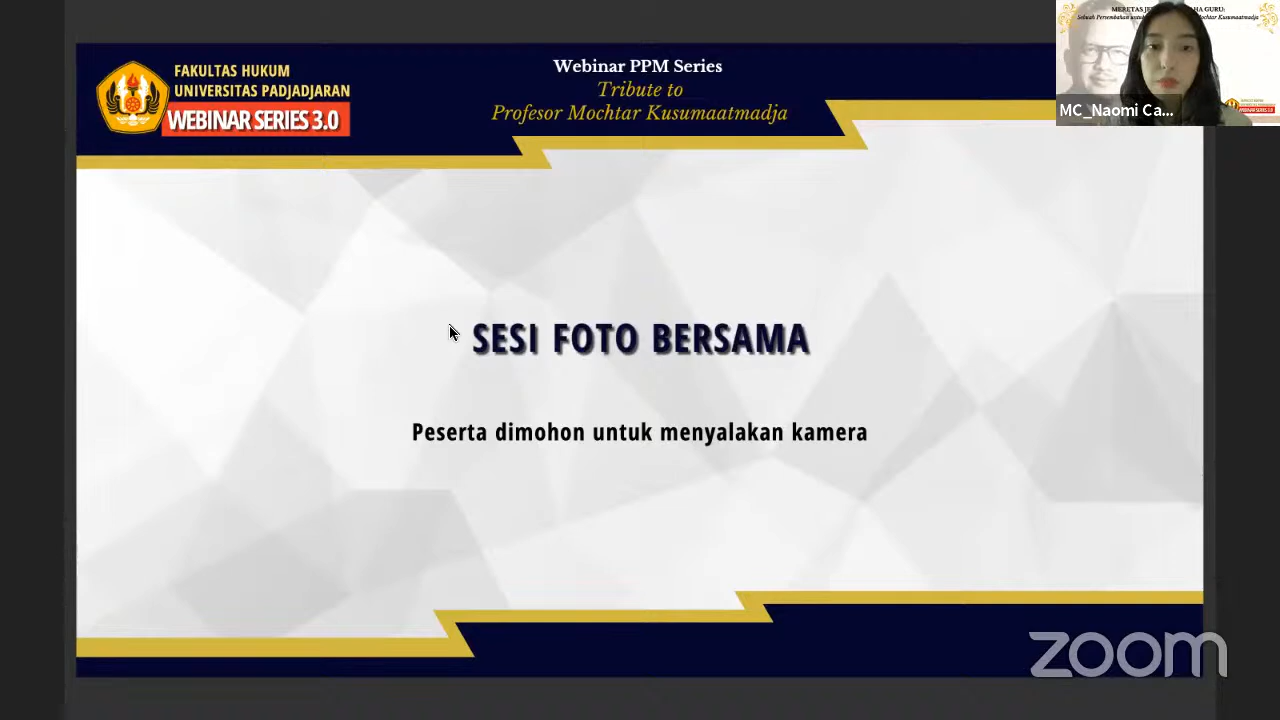 FAKULTAS HUKUM
UNIVERSITAS PADJADJARAN
WEBINAR SERIES 3.0
Webinar PPM Series
Tribute to
Profesor Mochtar Kusumaatmadja
MC_Naomi Ca...
SESI FOTO BERSAMA
Peserta dimohon untuk menyalakan kamera
zoom